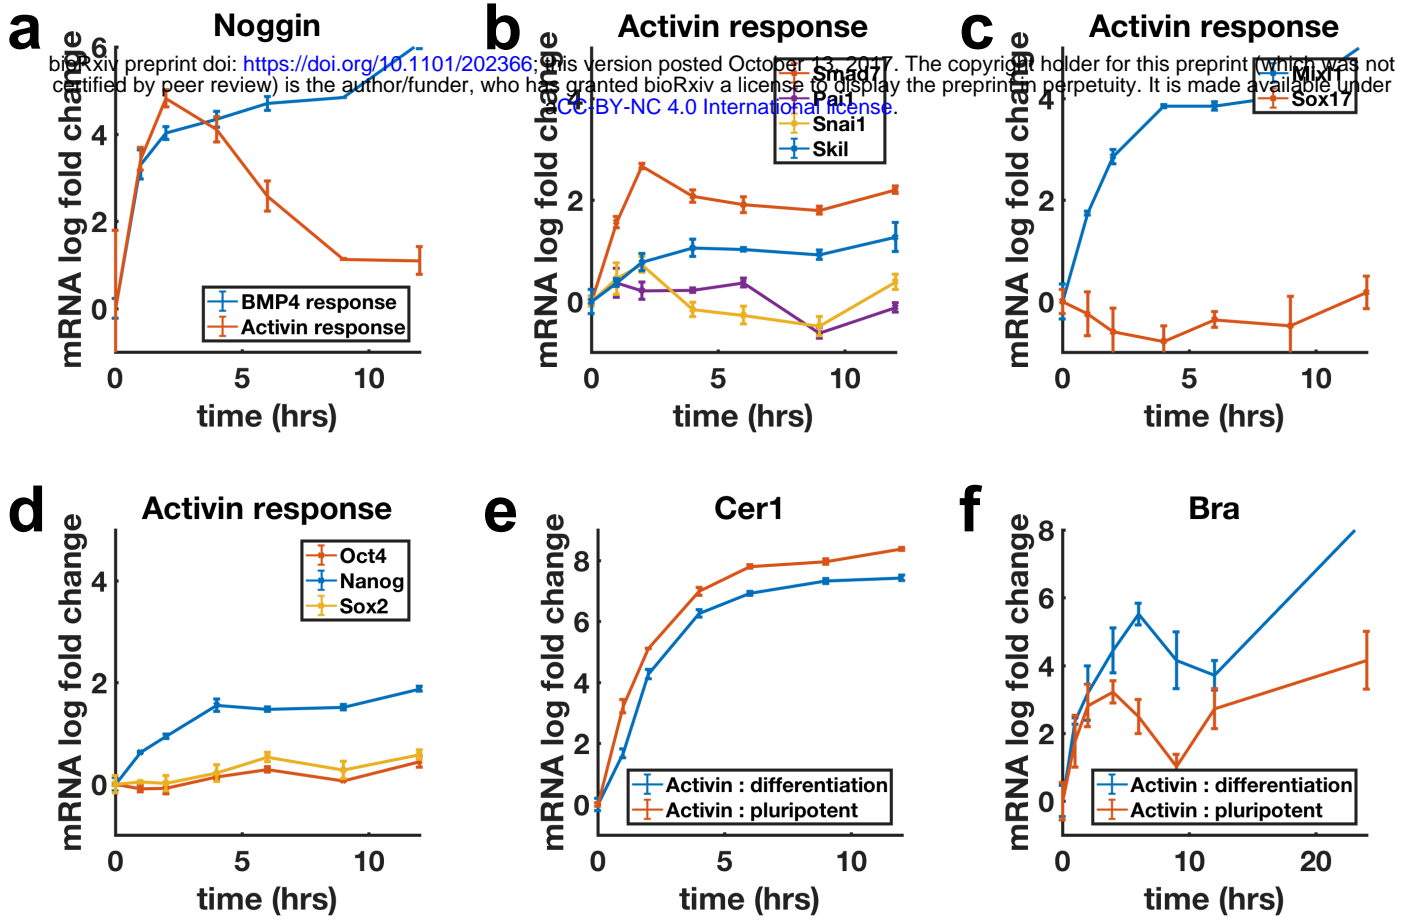 a
Noggin
b
Activin response
c
Activin response
bioRxiv preprint doi: https://doi.org/10.1101/202366; this version posted October 13, 2017. The copyright holder for this preprint (which was not
certified by peer review) is the author/funder, who has granted bioRxiv a license to display the preprint in perpetuity. It is made available under
aCC-BY-NC 4.0 International license.
mRNA log fold change
6
4
2
0
BMP4 response
Activin response
0 5 10
time (hrs)
mRNA log fold change
4
2
0
Smad7
Pai1
Snai1
Skil
0 5 10
time (hrs)
mRNA log fold change
4
2
0
Mixl1
Sox17
0 5 10
time (hrs)
d
Activin response
mRNA log fold change
4
2
0
Oct4
Nanog
Sox2
0 5 10
time (hrs)
e
Cer1
mRNA log fold change
8
6
4
2
0
Activin : differentiation
Activin : pluripotent
0 5 10
time (hrs)
f
Bra
mRNA log fold change
8
6
4
2
0
Activin : differentiation
Activin : pluripotent
0 10 20
time (hrs)